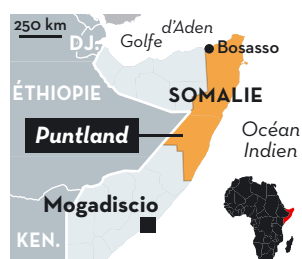 250 km
DJ.
Golfe d'Aden
Bosasso
ÉTHIOPIE
SOMALIE
Puntland
Océan
Indien
Mogadiscio
KEN.